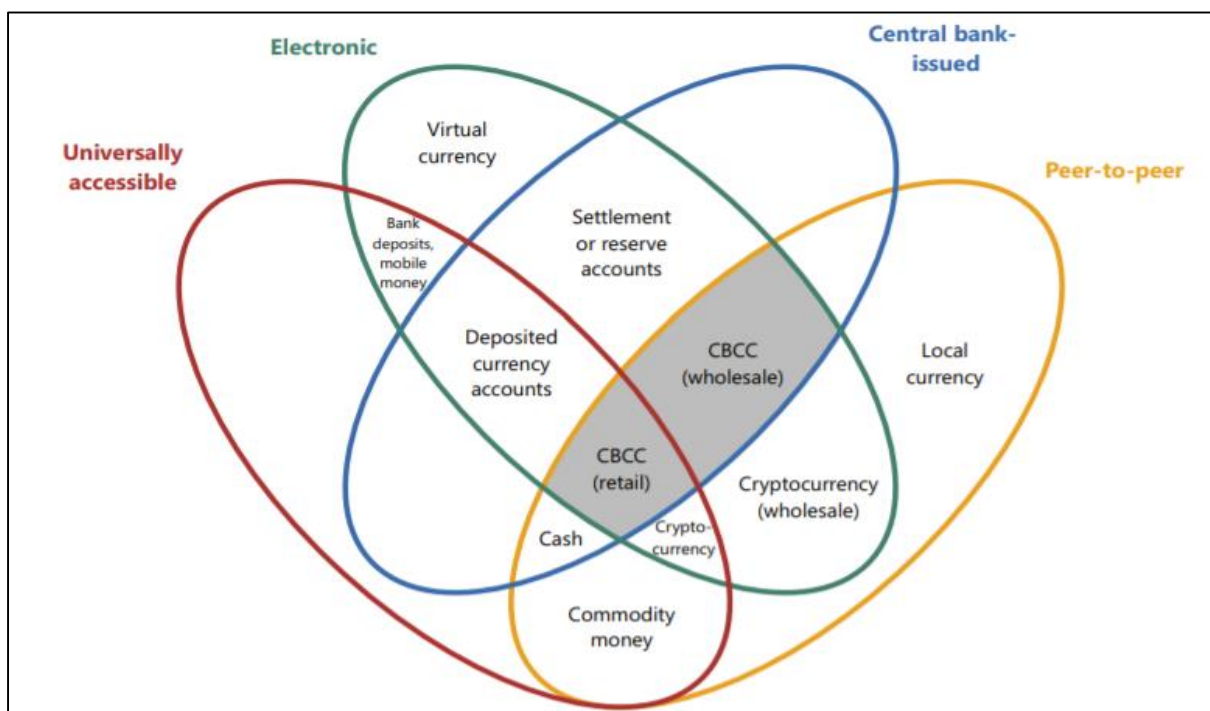 Electronic
Central bank-
issued
Universally
accessible
Peer-to-peer
Virtual
currency
Bank
deposits,
mobile
money
Settlement
or reserve
accounts
Deposited
currency
accounts
CBCC
(wholesale)
Local
currency
CBCC
(retail)
Cryptocurrency
(wholesale)
Cash
Crypto-
currency
Commodity
money